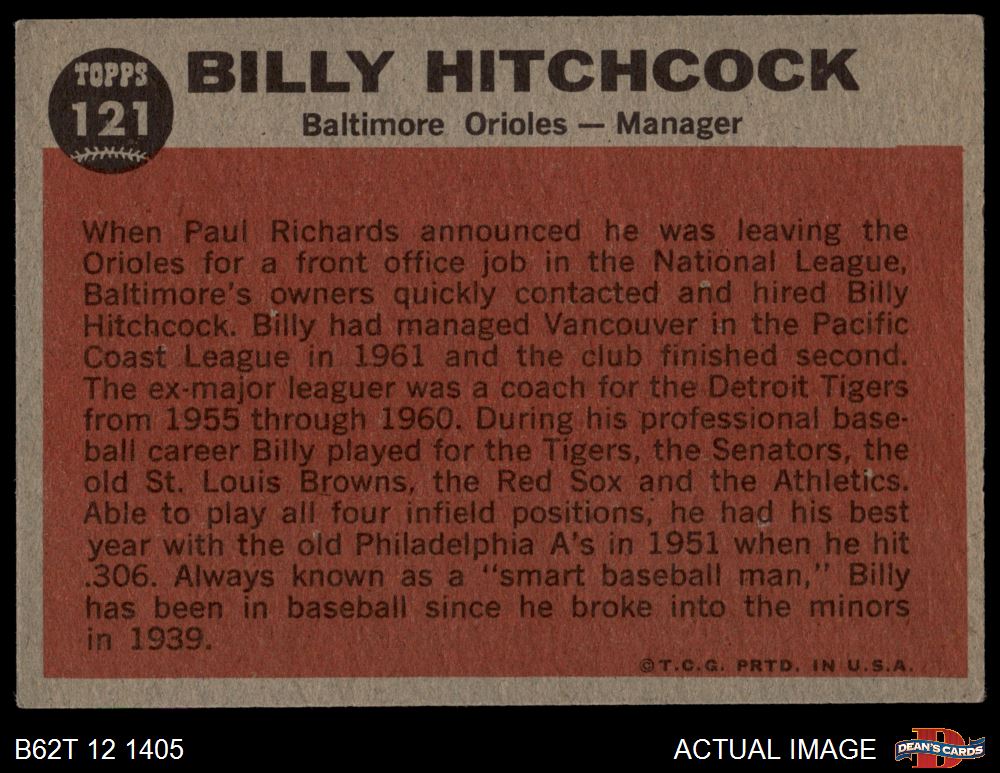 TOPPS
121
BILLY HITCHCOCK
Baltimore Orioles — Manager
When Paul Richards announced he was leaving the
Orioles for a front office job in the National League,
Baltimore's owners quickly contacted and hired Billy
Hitchcock. Billy had managed Vancouver in the Pacific
Coast League in 1961 and the club finished second.
The ex-major leaguer was a coach for the Detroit Tigers
from 1955 through 1960. During his professional base-
ball career Billy played for the Tigers, the Senators, the
old St. Louis Browns, the Red Sox and the Athletics.
Able to play all four infield positions, he had his best
year with the old Philadelphia A's in 1951 when he hit
.306. Always known as a "smart baseball man," Billy
has been in baseball since he broke into the minors
in 1939.
©T.C.G. PRTD. IN U.S.A.
B62T 12 1405
ACTUAL IMAGE
D
DEAN'S CARDS